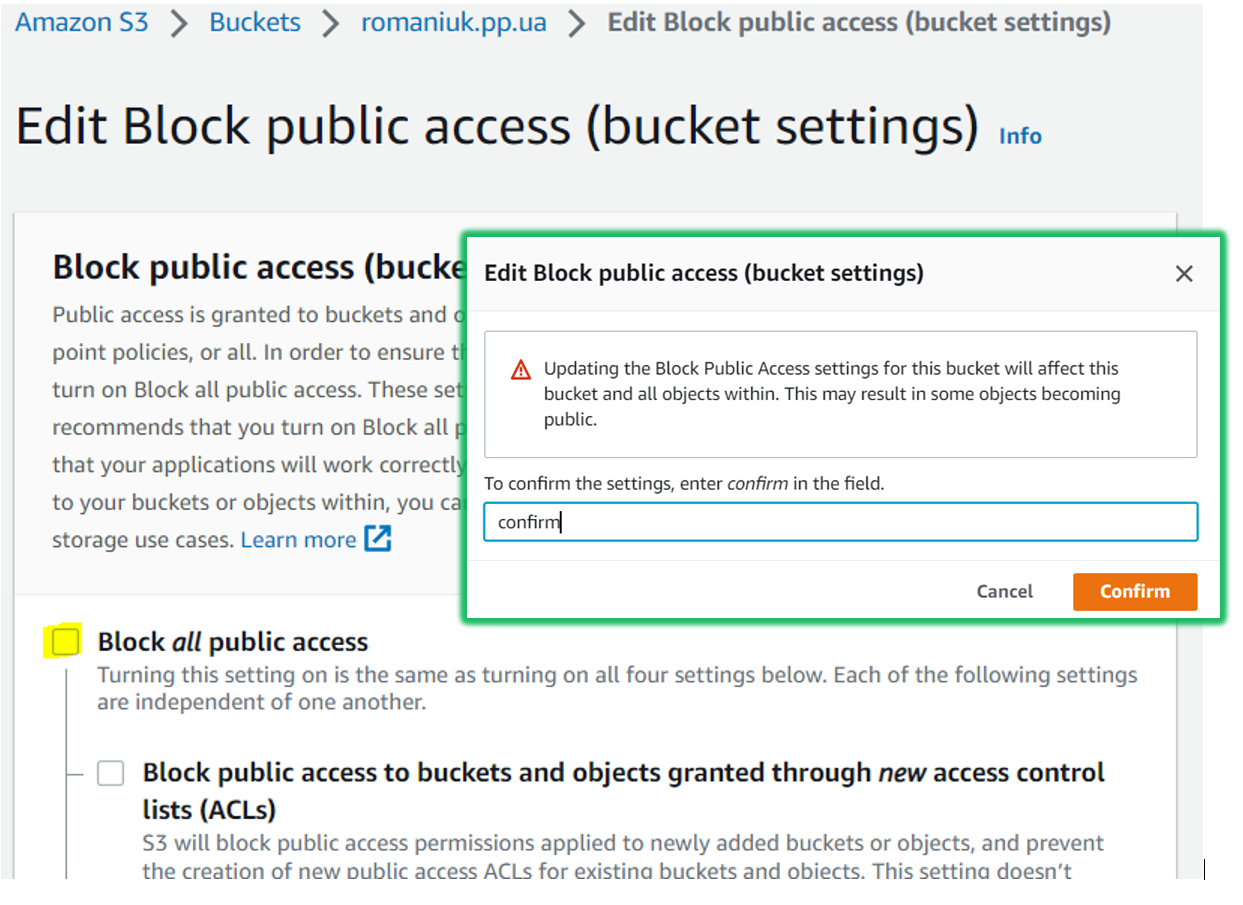 Amazon S3 > Buckets > romaniuk.pp.ua > Edit Block public access (bucket settings)
Edit Block public access (bucket settings) Info
Block public access (bucke
Public access is granted to buckets and o
point policies, or all. In order to ensure th
turn on Block all public access. These set
recommends that you turn on Block all p
that your applications will work correctly
to your buckets or objects within, you ca
storage use cases. Learn more
Edit Block public access (bucket settings)
Updating the Block Public Access settings for this bucket will affect this
bucket and all objects within. This may result in some objects becoming
public.
To confirm the settings, enter confirm in the field.
confirm
Cancel Confirm
Block all public access
Turning this setting on is the same as turning on all four settings below. Each of the following settings
are independent of one another.
Block public access to buckets and objects granted through new access control
lists (ACLs)
S3 will block public access permissions applied to newly added buckets or objects, and prevent
the creation of new public access ACLs for existing buckets and objects. This setting doesn't